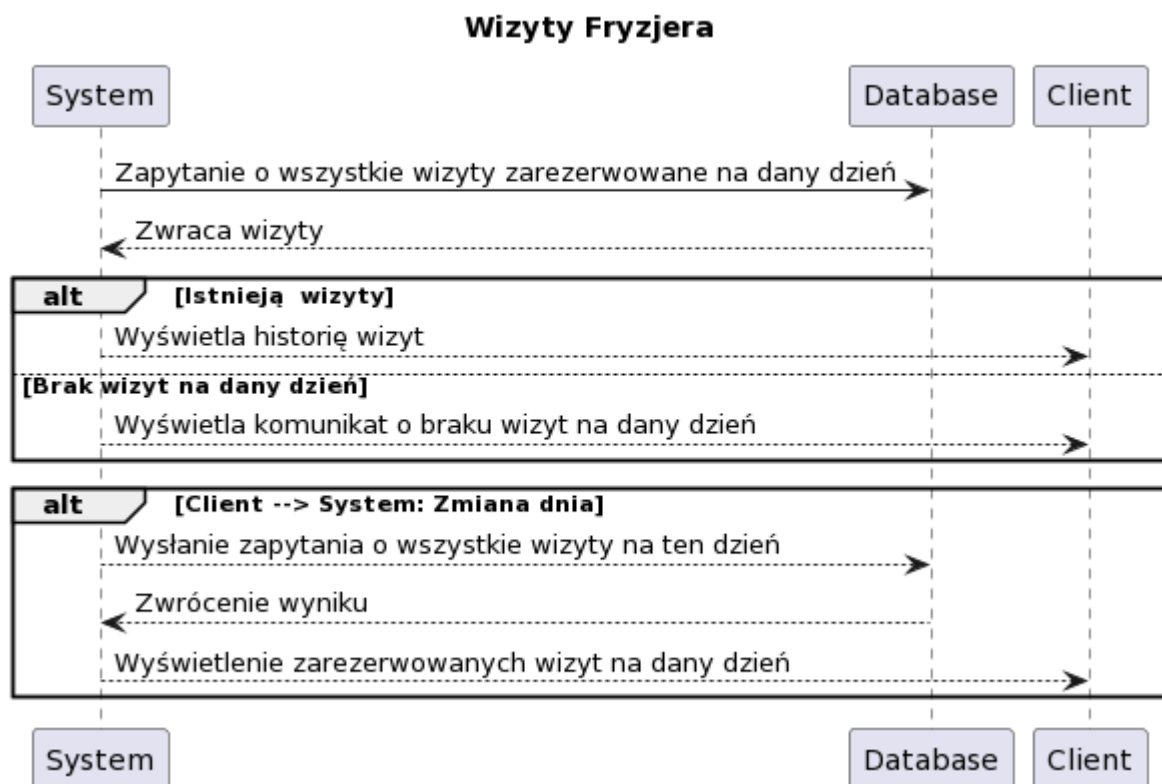 Wizyty Fryzjera
System Database Client
Zapytanie o wszystkie wizyty zarezerwowane na dany dzień
Zwraca wizyty
alt [Istnieją  wizyty]
Wyświetla historię wizyt
[Brak wizyt na dany dzień]
Wyświetla komunikat o braku wizyt na dany dzień
alt [Client --> System: Zmiana dnia]
Wysłanie zapytania o wszystkie wizyty na ten dzień
Zwrócenie wyniku
Wyświetlenie zarezerwowanych wizyt na dany dzień
System Database Client